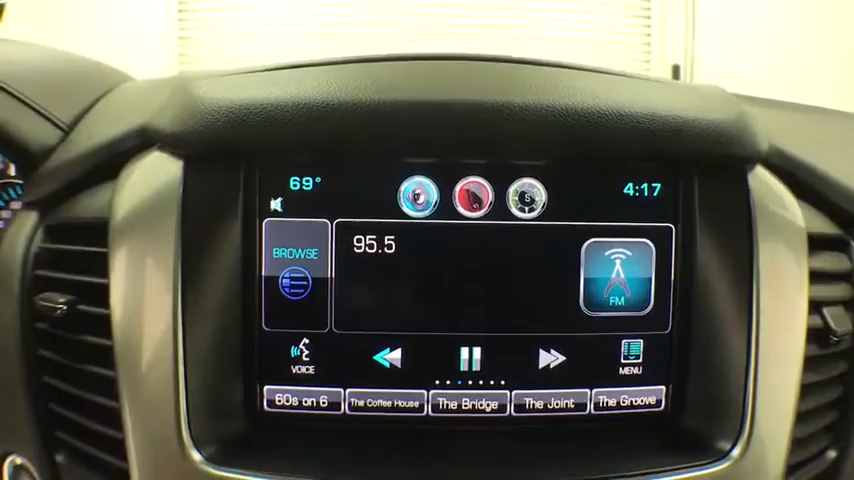 69°
S
4:17
BROWSE
95.5
FM
VOICE
MENU
60s on 6
The Coffee House
The Bridge
The Joint
The Groove